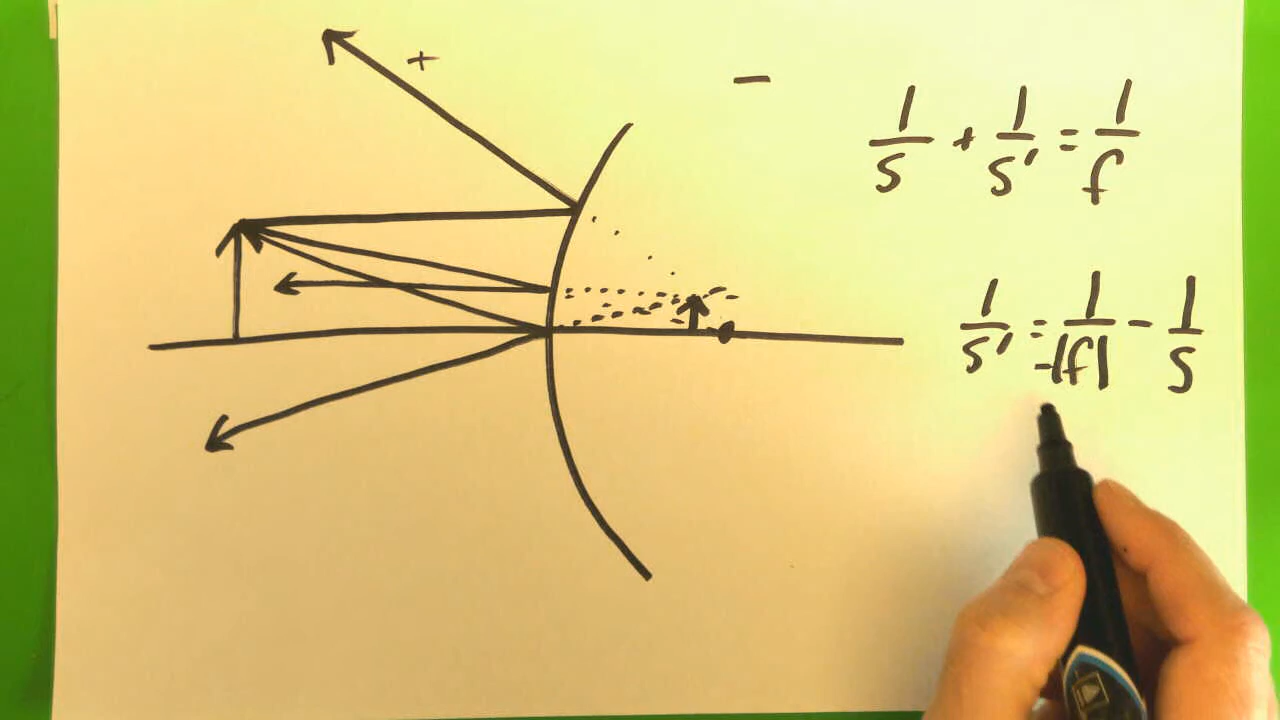 +
−
1/s + 1/s' = 1/f
1/s' = 1/-|f| − 1/s